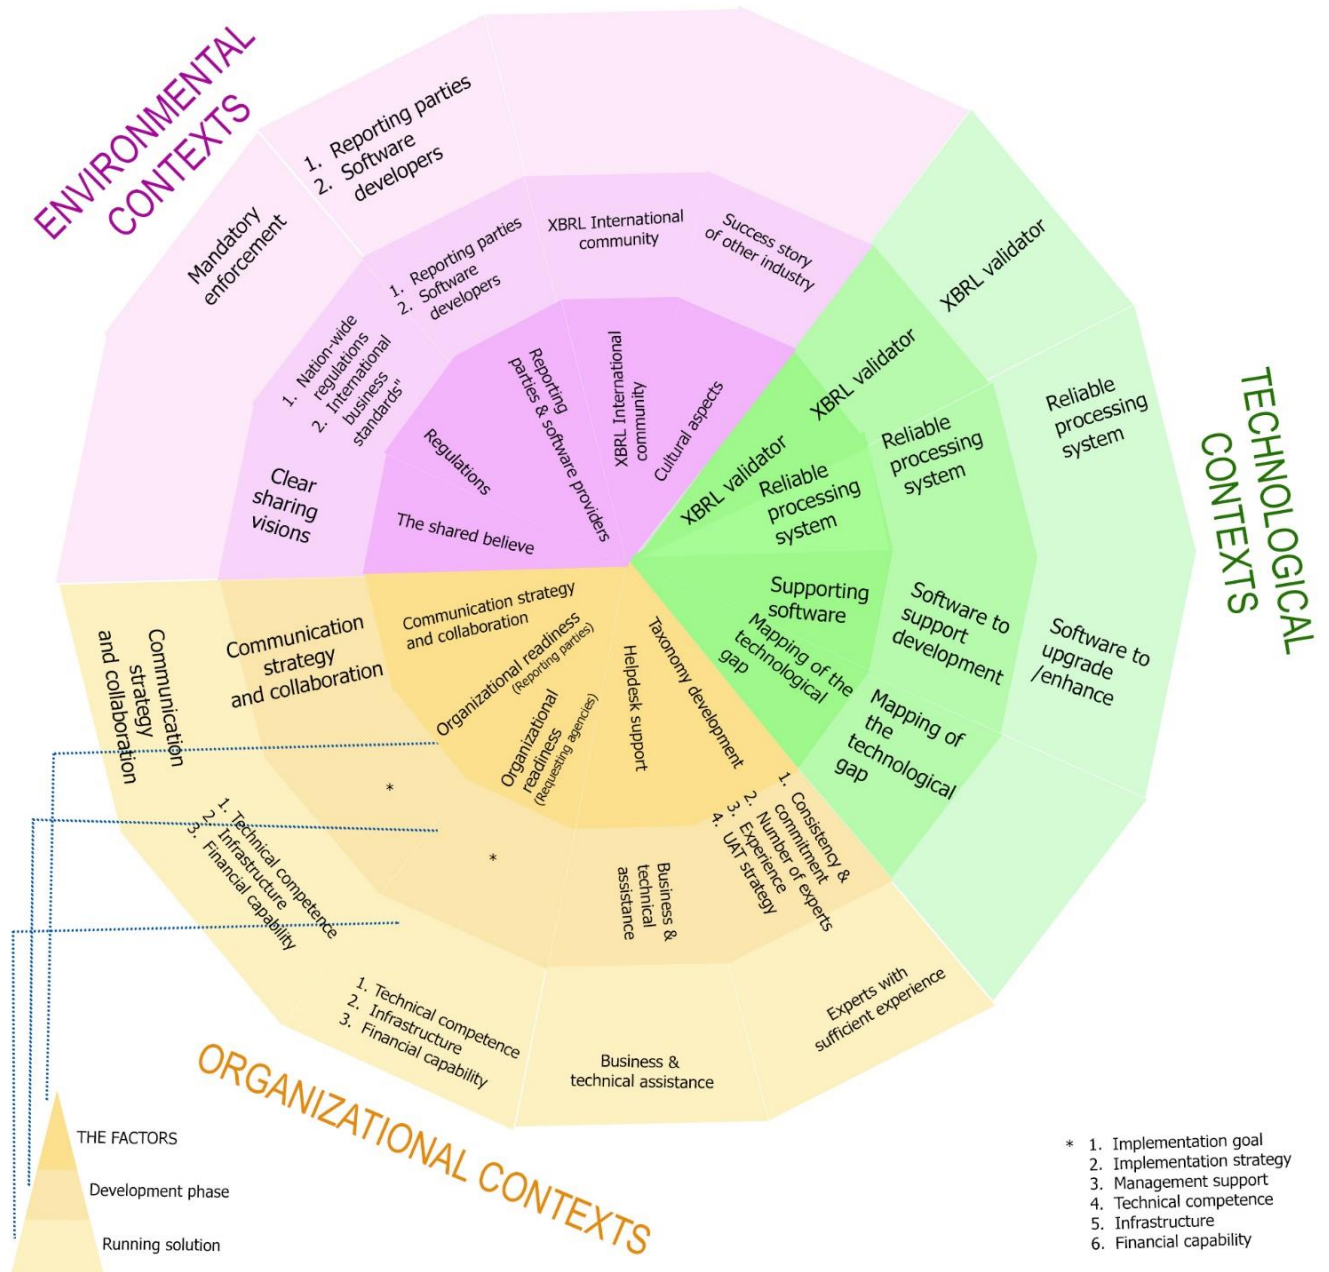 ENVIRONMENTAL
CONTEXTS
Mandatory
enforcement
1. Reporting parties
2. Software
developers
1. Nation-wide
regulations
2. International
business
standards"
1. Reporting parties
2. Software
developers
XBRL International
community
Success story
of other industry
Clear
sharing
visions
Regulations
The shared believe
Reporting
parties & software providers
XBRL International
community
Cultural aspects
TECHNOLOGICAL
CONTEXTS
XBRL validator
XBRL validator
XBRL validator
Reliable
processing
system
Reliable
processing
system
Reliable
processing
system
Supporting
software
Software to
support
development
Software to
upgrade
/enhance
Mapping of the
technological
gap
Mapping of
the
technological
gap
Communication strategy
and collaboration
Communication
strategy
and collaboration
Communication
strategy
and collaboration
Organizational readiness
(Reporting parties)
Organizational
readiness
(Requesting agencies)
Helpdesk support
Taxonomy development
*
*
Business &
technical
assistance
1. Consistency &
commitment
2. Number of experts
3. Experience
4. UAT strategy
1. Technical competence
2. Infrastructure
3. Financial capability
1. Technical competence
2. Infrastructure
3. Financial capability
Business &
technical assistance
Experts with
sufficient experience
ORGANIZATIONAL CONTEXTS
THE FACTORS
Development phase
Running solution
* 1. Implementation goal
2. Implementation strategy
3. Management support
4. Technical competence
5. Infrastructure
6. Financial capability